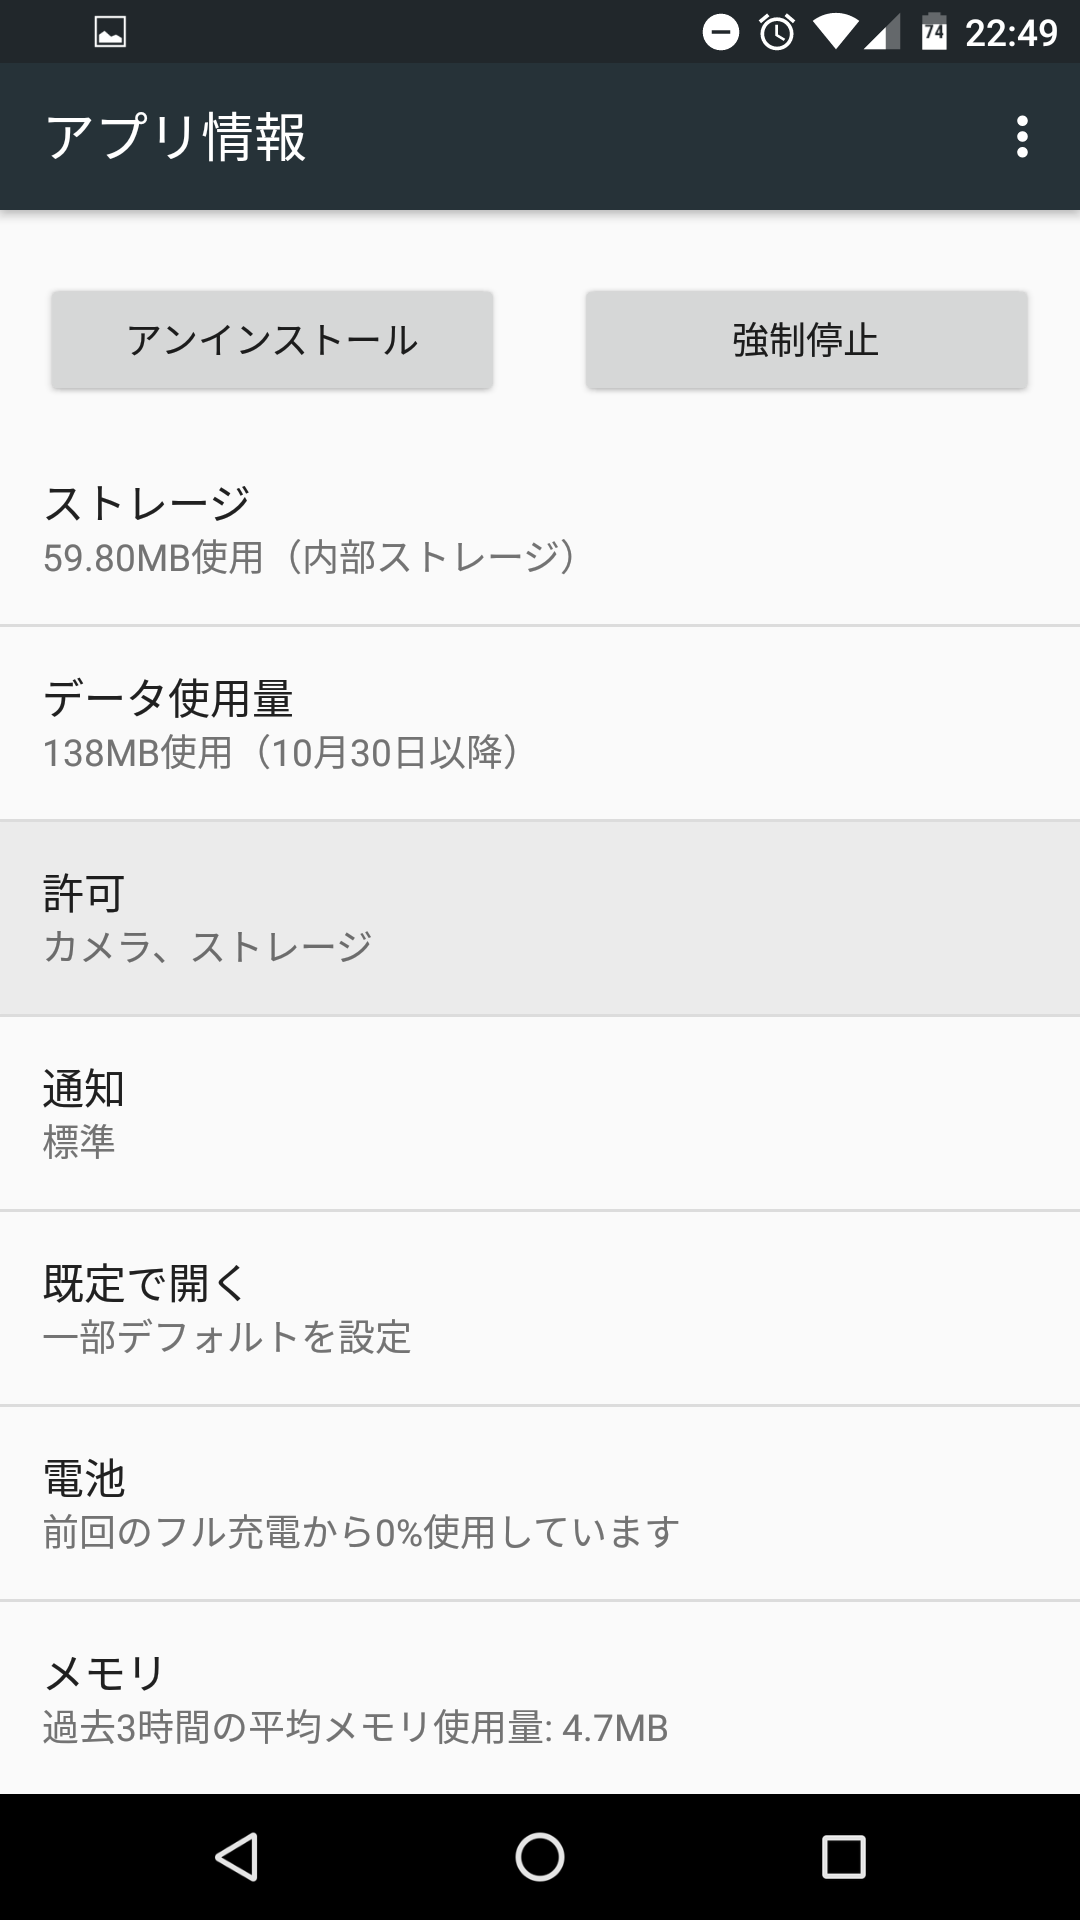 74 22:49
アプリ情報
アンインストール
強制停止
ストレージ
59.80MB使用（内部ストレージ）
データ使用量
138MB使用（10月30日以降）
許可
カメラ、ストレージ
通知
標準
既定で開く
一部デフォルトを設定
電池
前回のフル充電から0%使用しています
メモリ
過去3時間の平均メモリ使用量: 4.7MB